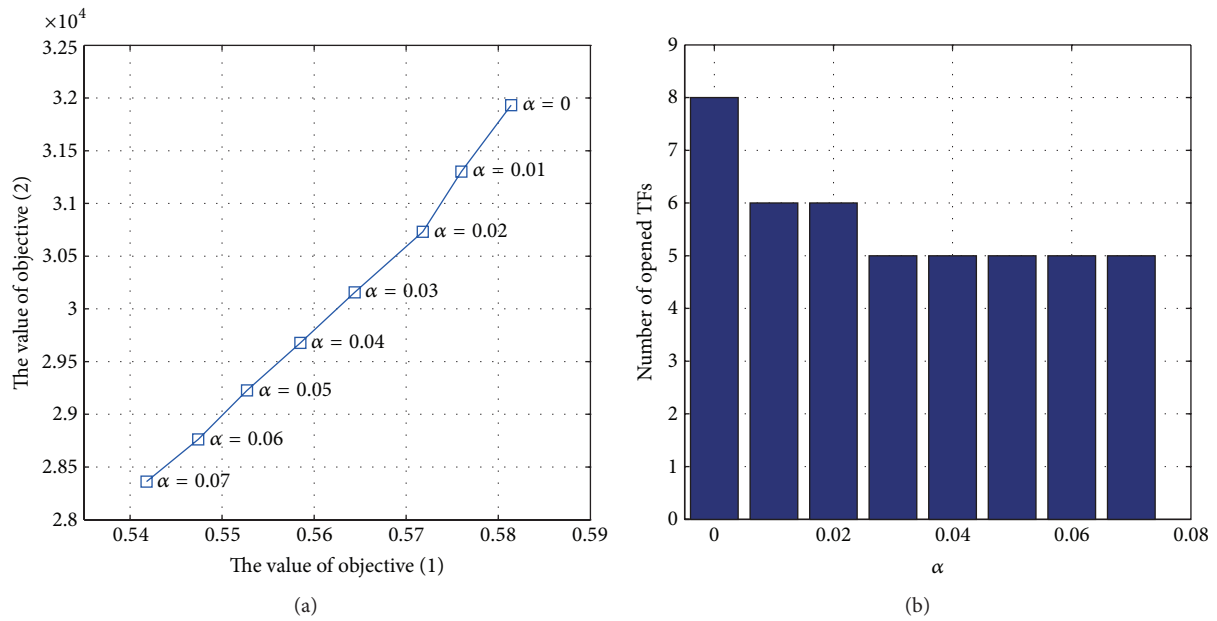 ×10⁴
3.25
3.2
3.15
3.1
3.05
3
2.95
2.9
2.85
2.8
The value of objective (2)
α = 0
α = 0.01
α = 0.02
α = 0.03
α = 0.04
α = 0.05
α = 0.06
α = 0.07
0.54 0.55 0.56 0.57 0.58 0.59
The value of objective (1)
(a)
9
8
7
6
5
4
3
2
1
0
Number of opened TFs
0 0.02 0.04 0.06 0.08
α
(b)